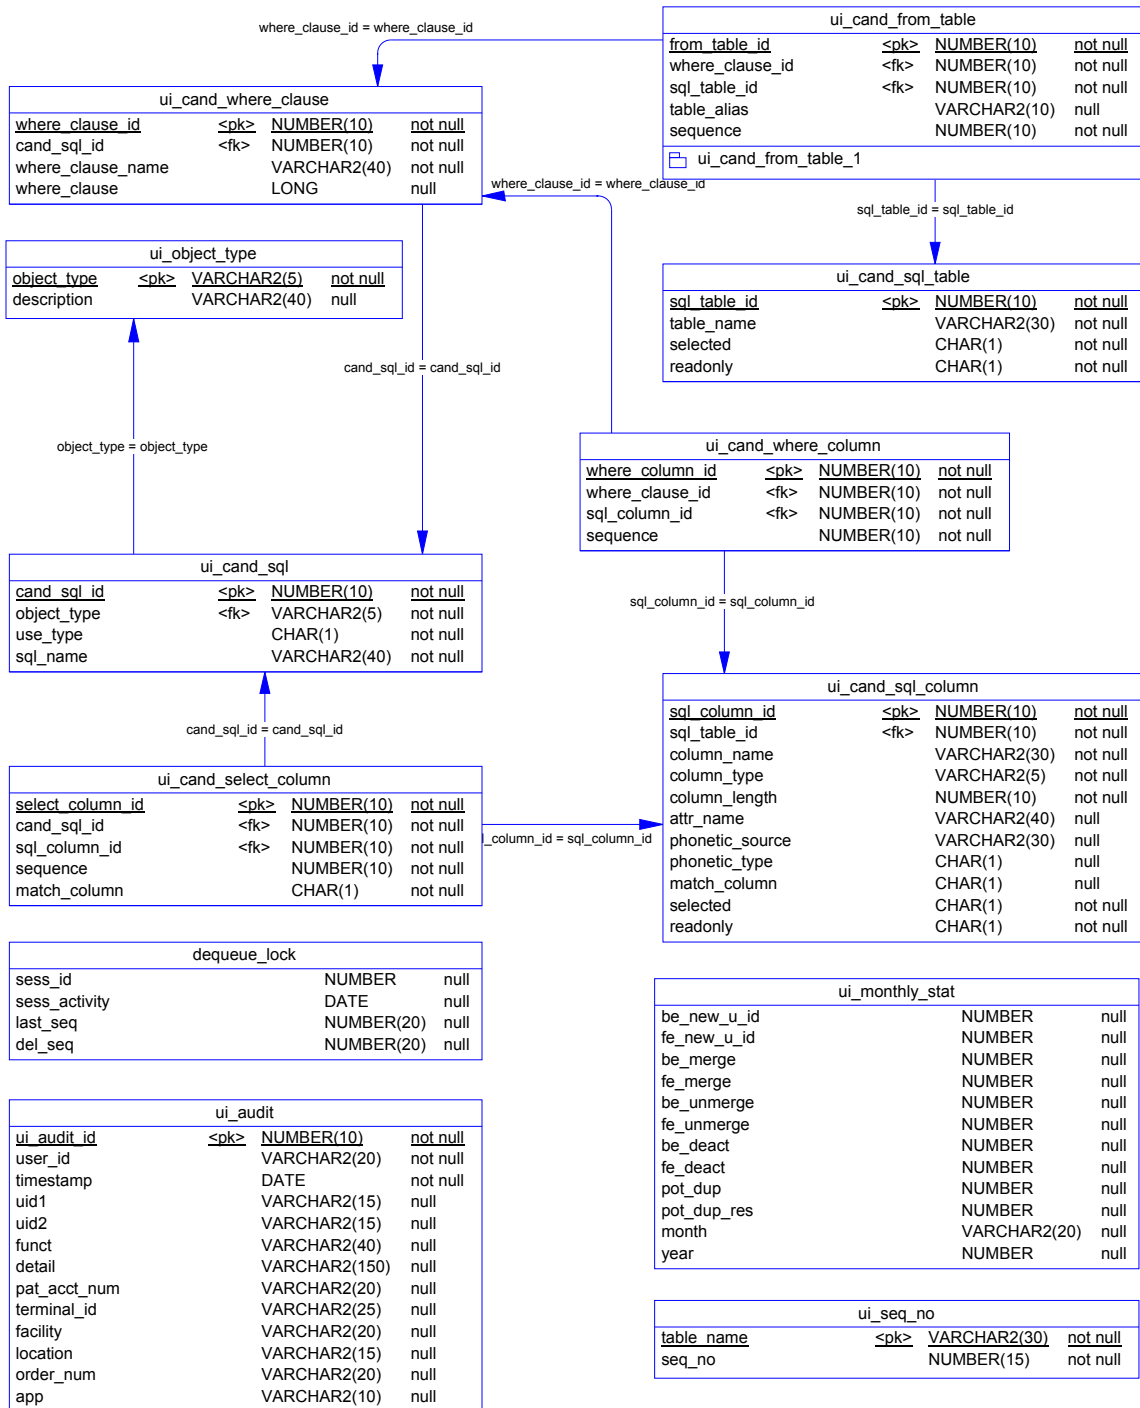 where_clause_id = where_clause_id
ui_cand_from_table
from_table_id <pk> NUMBER(10) not null
where_clause_id <fk> NUMBER(10) not null
sql_table_id <fk> NUMBER(10) not null
table_alias VARCHAR2(10) null
sequence NUMBER(10) not null
ui_cand_from_table_1
ui_cand_where_clause
where_clause_id <pk> NUMBER(10) not null
cand_sql_id <fk> NUMBER(10) not null
where_clause_name VARCHAR2(40) not null
where_clause LONG null
where_clause_id = where_clause_id
sql_table_id = sql_table_id
ui_object_type
object_type <pk> VARCHAR2(5) not null
description VARCHAR2(40) null
ui_cand_sql_table
sql_table_id <pk> NUMBER(10) not null
table_name VARCHAR2(30) not null
selected CHAR(1) not null
readonly CHAR(1) not null
cand_sql_id = cand_sql_id
object_type = object_type
ui_cand_where_column
where_column_id <pk> NUMBER(10) not null
where_clause_id <fk> NUMBER(10) not null
sql_column_id <fk> NUMBER(10) not null
sequence NUMBER(10) not null
ui_cand_sql
cand_sql_id <pk> NUMBER(10) not null
object_type <fk> VARCHAR2(5) not null
use_type CHAR(1) not null
sql_name VARCHAR2(40) not null
sql_column_id = sql_column_id
cand_sql_id = cand_sql_id
ui_cand_sql_column
sql_column_id <pk> NUMBER(10) not null
sql_table_id <fk> NUMBER(10) not null
column_name VARCHAR2(30) not null
column_type VARCHAR2(5) not null
column_length NUMBER(10) not null
attr_name VARCHAR2(40) null
phonetic_source VARCHAR2(30) null
phonetic_type CHAR(1) null
match_column CHAR(1) null
selected CHAR(1) not null
readonly CHAR(1) not null
ui_cand_select_column
select_column_id <pk> NUMBER(10) not null
cand_sql_id <fk> NUMBER(10) not null
sql_column_id <fk> NUMBER(10) not null
sequence NUMBER(10) not null
match_column CHAR(1) not null
l_column_id = sql_column_id
dequeue_lock
sess_id NUMBER null
sess_activity DATE null
last_seq NUMBER(20) null
del_seq NUMBER(20) null
ui_monthly_stat
be_new_u_id NUMBER null
fe_new_u_id NUMBER null
be_merge NUMBER null
fe_merge NUMBER null
be_unmerge NUMBER null
fe_unmerge NUMBER null
be_deact NUMBER null
fe_deact NUMBER null
pot_dup NUMBER null
pot_dup_res NUMBER null
month VARCHAR2(20) null
year NUMBER null
ui_audit
ui_audit_id <pk> NUMBER(10) not null
user_id VARCHAR2(20) not null
timestamp DATE not null
uid1 VARCHAR2(15) null
uid2 VARCHAR2(15) null
funct VARCHAR2(40) null
detail VARCHAR2(150) null
pat_acct_num VARCHAR2(20) null
terminal_id VARCHAR2(25) null
facility VARCHAR2(20) null
location VARCHAR2(15) null
order_num VARCHAR2(20) null
app VARCHAR2(10) null
ui_seq_no
table_name <pk> VARCHAR2(30) not null
seq_no NUMBER(15) not null